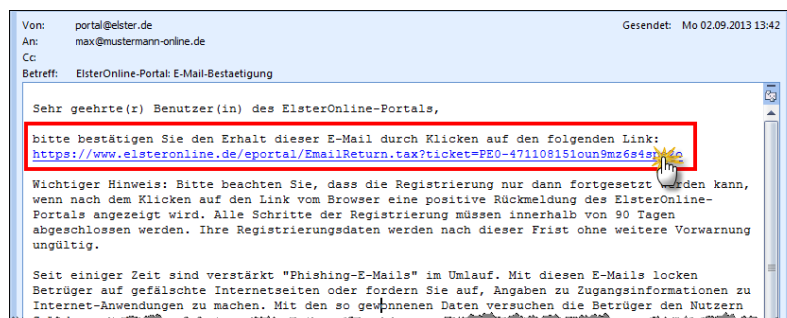 Von: portal@elster.de Gesendet: Mo 02.09.2013 13:42
An: max@mustermann-online.de
Cc:
Betreff: ElsterOnline-Portal: E-Mail-Bestaetigung
Sehr geehrte(r) Benutzer(in) des ElsterOnline-Portals,
bitte bestätigen Sie den Erhalt dieser E-Mail durch Klicken auf den folgenden Link:
https://www.elsteronline.de/eportal/EmailReturn.tax?ticket=PE0-47110815loun9mz6s4s
Wichtiger Hinweis: Bitte beachten Sie, dass die Registrierung nur dann fortgesetzt werden kann,
wenn nach dem Klicken auf den Link vom Browser eine positive Rückmeldung des ElsterOnline-
Portals angezeigt wird. Alle Schritte der Registrierung müssen innerhalb von 90 Tagen
abgeschlossen werden. Ihre Registrierungsdaten werden nach dieser Frist ohne weitere Vorwarnung
ungültig.
Seit einiger Zeit sind verstärkt "Phishing-E-Mails" im Umlauf. Mit diesen E-Mails locken
Betrüger auf gefälschte Internetseiten oder fordern Sie auf, Angaben zu Zugangsinformationen zu
Internet-Anwendungen zu machen. Mit den so gewonnenen Daten versuchen die Betrüger den Nutzern